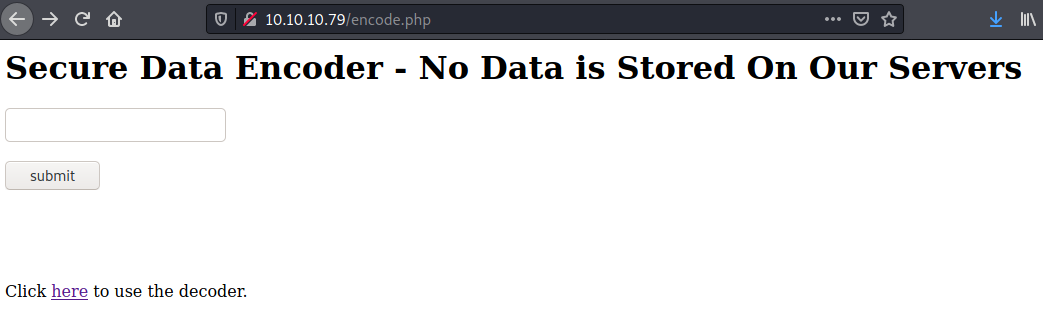 10.10.10.79/encode.php
Secure Data Encoder - No Data is Stored On Our Servers
submit
Click here to use the decoder.